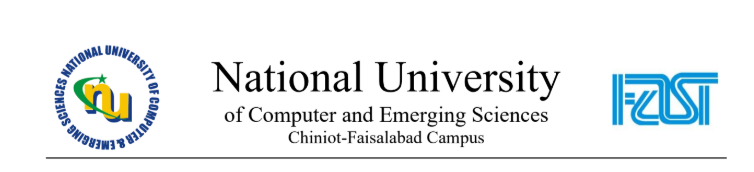 NATIONAL UNIVERSITY OF COMPUTER & EMERGING SCIENCES
nu
National University
of Computer and Emerging Sciences
Chiniot-Faisalabad Campus
FAST